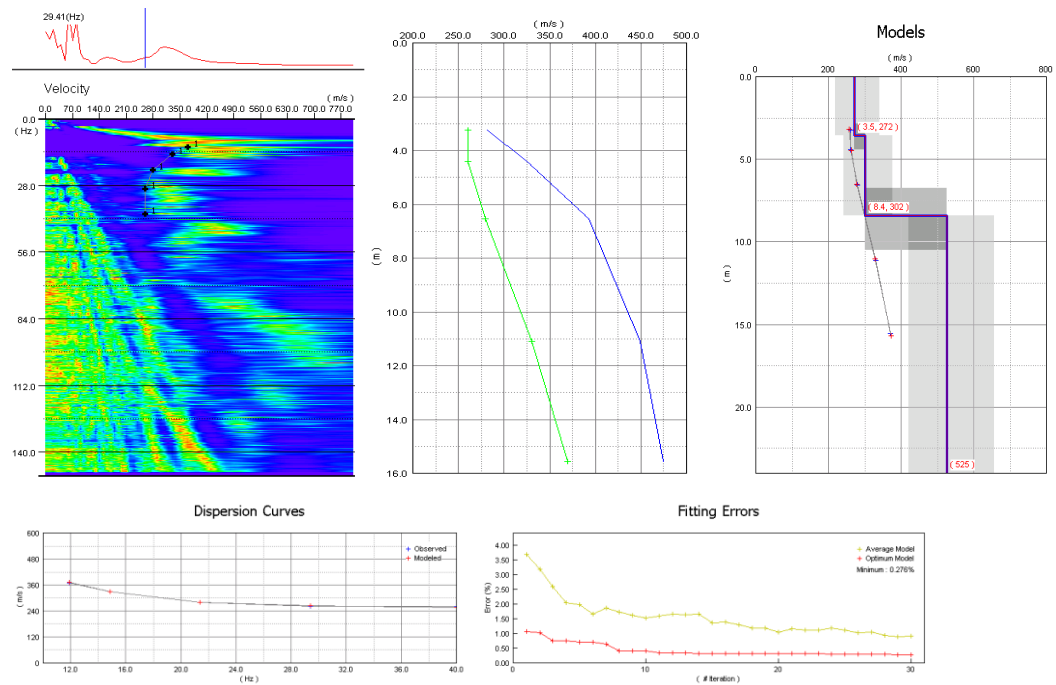 29.41(Hz)
Velocity
( m/s )
0.0 70.0 140.0 210.0 280.0 350.0 420.0 490.0 560.0 630.0 700.0 770.0
0.0
( Hz )
28.0
56.0
84.0
112.0
140.0
1
1
1
1
1
( m/s )
200.0 250.0 300.0 350.0 400.0 450.0 500.0
0.0
2.0
4.0
6.0
8.0
10.0
12.0
14.0
16.0
( m )
Models
( m/s )
0 200 400 600 800
0.0
5.0
10.0
15.0
20.0
( m )
( 3.5, 272 )
( 8.4, 302 )
( 525 )
Dispersion Curves
600
480
360
240
120
0
( m/s )
12.0 16.0 20.0 24.0 28.0 32.0 36.0 40.0
( Hz )
Observed
Modeled
Fitting Errors
4.00
3.50
3.00
2.50
2.00
1.50
1.00
0.50
0.00
Error (%)
0 10 20 30
( # Iteration )
Average Model
Optimum Model
Minimum : 0.276%